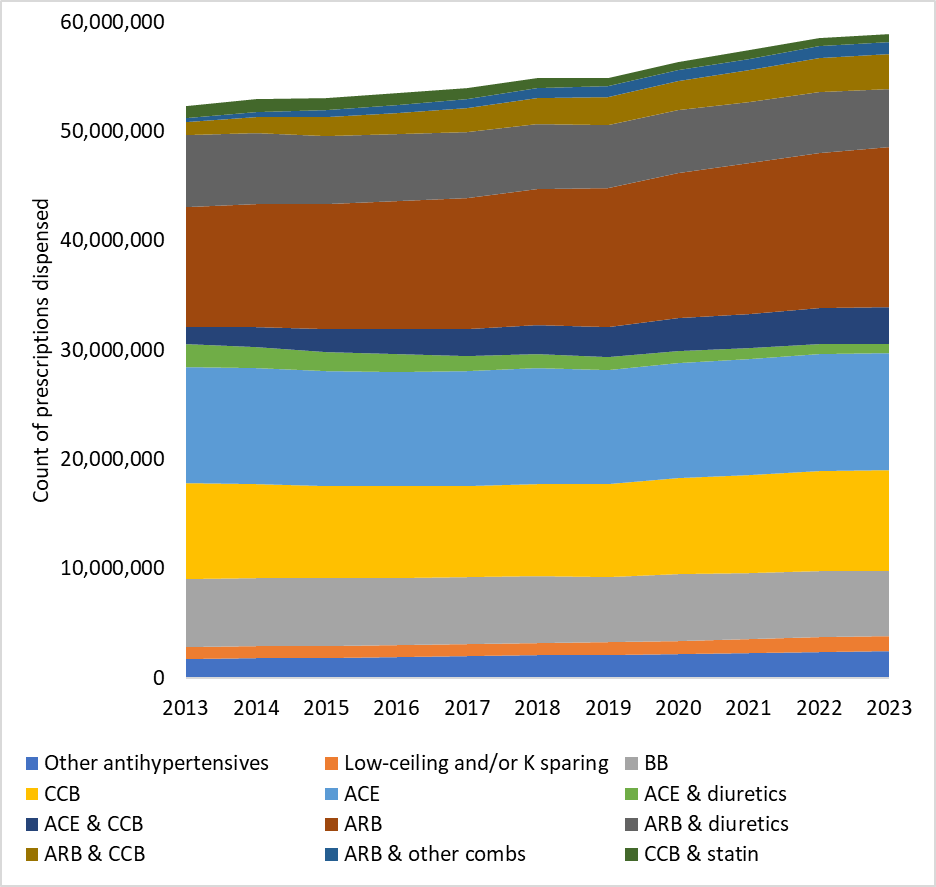 60,000,000
50,000,000
40,000,000
30,000,000
20,000,000
10,000,000
0
Count of prescriptions dispensed
2013 2014 2015 2016 2017 2018 2019 2020 2021 2022 2023
Other antihypertensives Low-ceiling and/or K sparing BB
CCB ACE ACE & diuretics
ACE & CCB ARB ARB & diuretics
ARB & CCB ARB & other combs CCB & statin